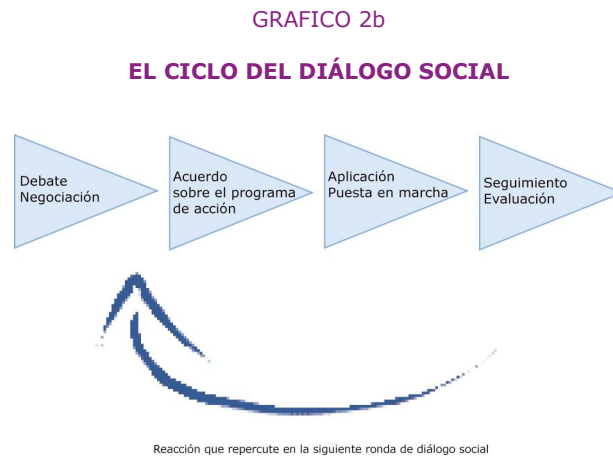 GRAFICO 2b
EL CICLO DEL DIÁLOGO SOCIAL
Debate
Negociación
Acuerdo
sobre el programa
de acción
Aplicación
Puesta en marcha
Seguimiento
Evaluación
Reacción que repercute en la siguiente ronda de diálogo social